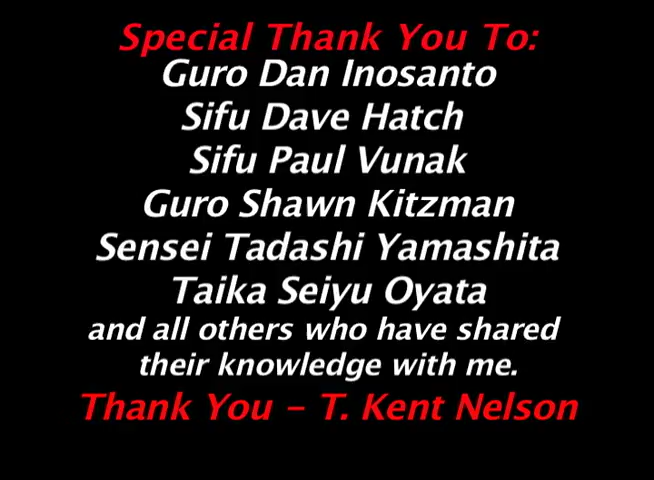 Special Thank You To:
Guro Dan Inosanto
Sifu Dave Hatch
Sifu Paul Vunak
Guro Shawn Kitzman
Sensei Tadashi Yamashita
Taika Seiyu Oyata
and all others who have shared
their knowledge with me.
Thank You - T. Kent Nelson